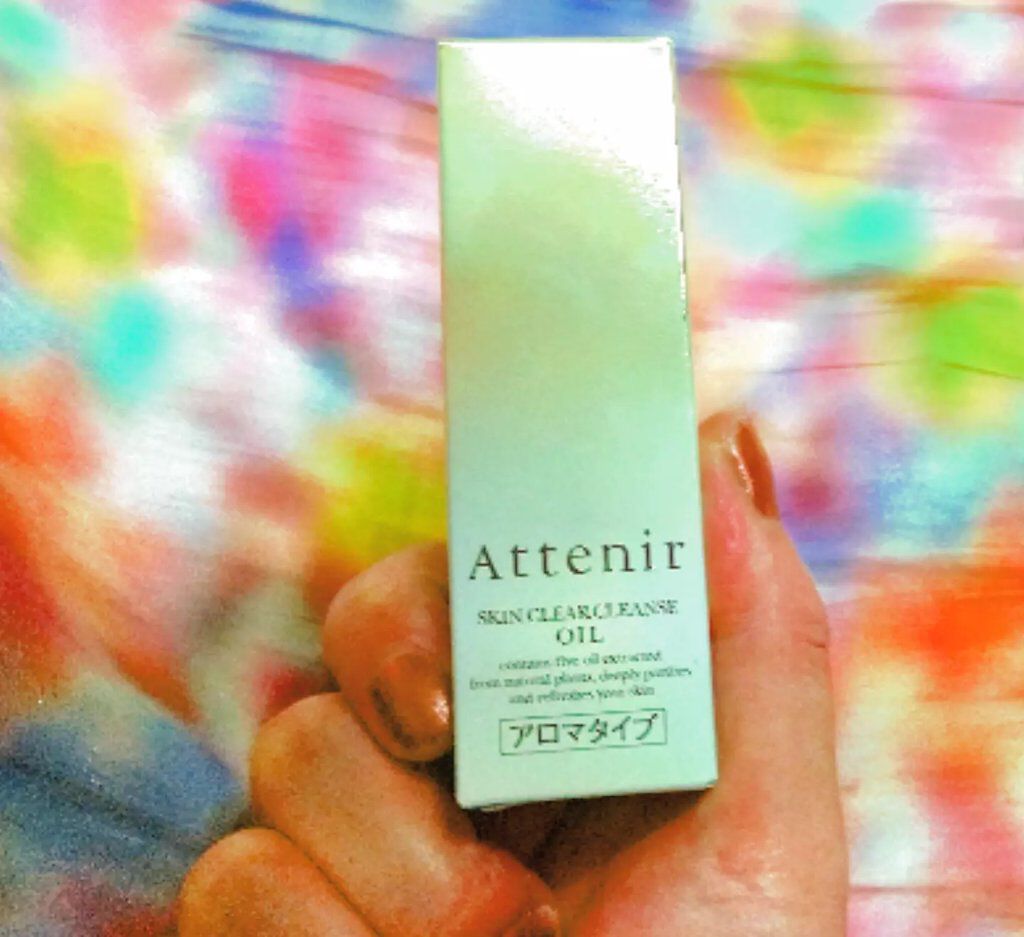 Attenir
SKIN CLEAR CLEANSE
OIL
contains five oil extracted
from natural plants, deeply purifies
and refreshes your skin
アロマタイプ